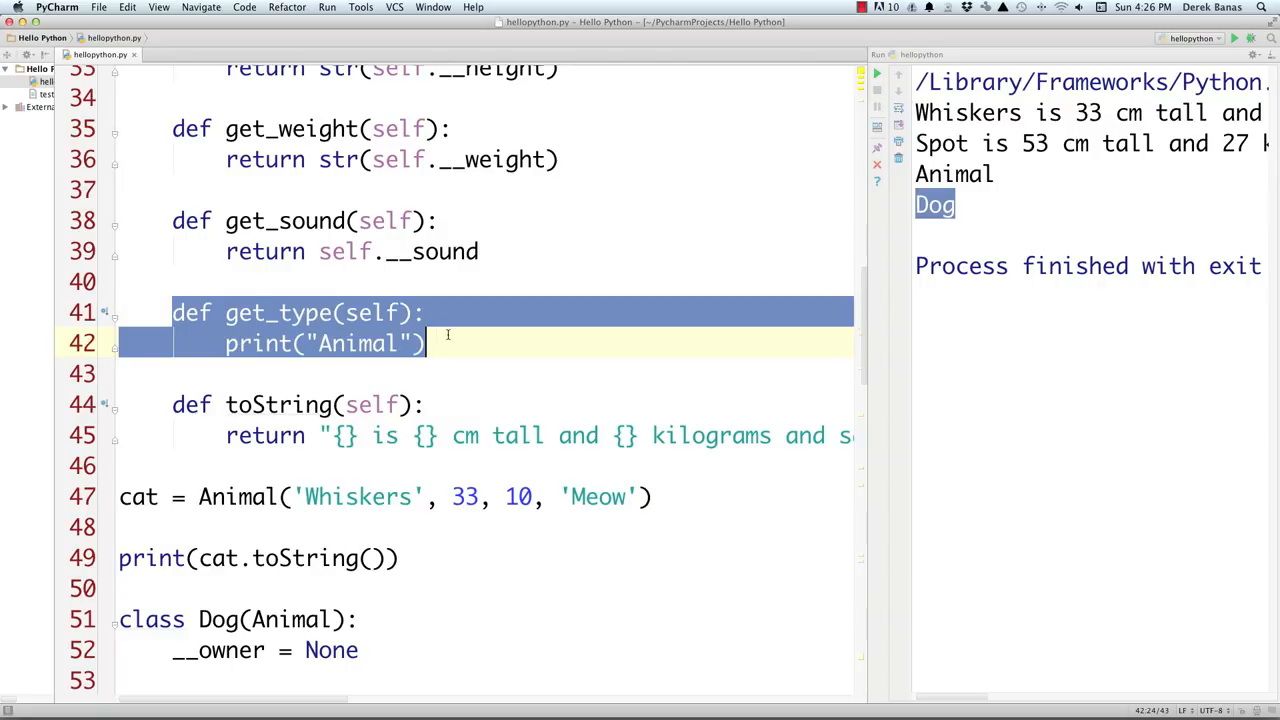 PyCharm File Edit View Navigate Code Refactor Run Tools VCS Window Help 10 Sun 4:26 PM Derek Banas
hellopython.py - Hello Python - [~/PycharmProjects/Hello Python]
Hello Python hellopython.py hellopython
hellopython.py Run hellopython
Hello P
hello
test
Externa
33 return str(self.__height)
34
35 def get_weight(self):
36 return str(self.__weight)
37
38 def get_sound(self):
39 return self.__sound
40
41 def get_type(self):
42 print("Animal")
43
44 def toString(self):
45 return "{} is {} cm tall and {} kilograms and s
46
47 cat = Animal('Whiskers', 33, 10, 'Meow')
48
49 print(cat.toString())
50
51 class Dog(Animal):
52 __owner = None
53
/Library/Frameworks/Python.
Whiskers is 33 cm tall and
Spot is 53 cm tall and 27 k
Animal
Dog
Process finished with exit
42:24/43 LF UTF-8